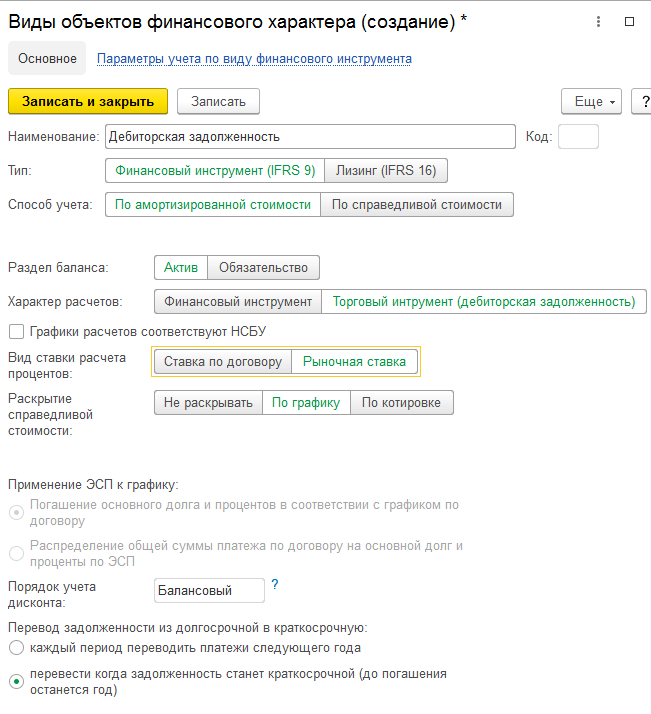 Виды объектов финансового характера (создание) *
Основное Параметры учета по виду финансового инструмента
Записать и закрыть Записать Еще ?
Наименование: Дебиторская задолженность Код:
Тип: Финансовый инструмент (IFRS 9) Лизинг (IFRS 16)
Способ учета: По амортизированной стоимости По справедливой стоимости
Раздел баланса: Актив Обязательство
Характер расчетов: Финансовый инструмент Торговый интрумент (дебиторская задолженность)
Графики расчетов соответствуют НСБУ
Вид ставки расчета
процентов: Ставка по договору Рыночная ставка
Раскрытие
справедливой
стоимости: Не раскрывать По графику По котировке
Применение ЭСП к графику:
Погашение основного долга и процентов в соответствии с графиком по
договору
Распределение общей суммы платежа по договору на основной долг и
проценты по ЭСП
Порядок учета
дисконта: Балансовый ?
Перевод задолженности из долгосрочной в краткосрочную:
каждый период переводить платежи следующего года
перевести когда задолженность станет краткосрочной (до погашения
останется год)